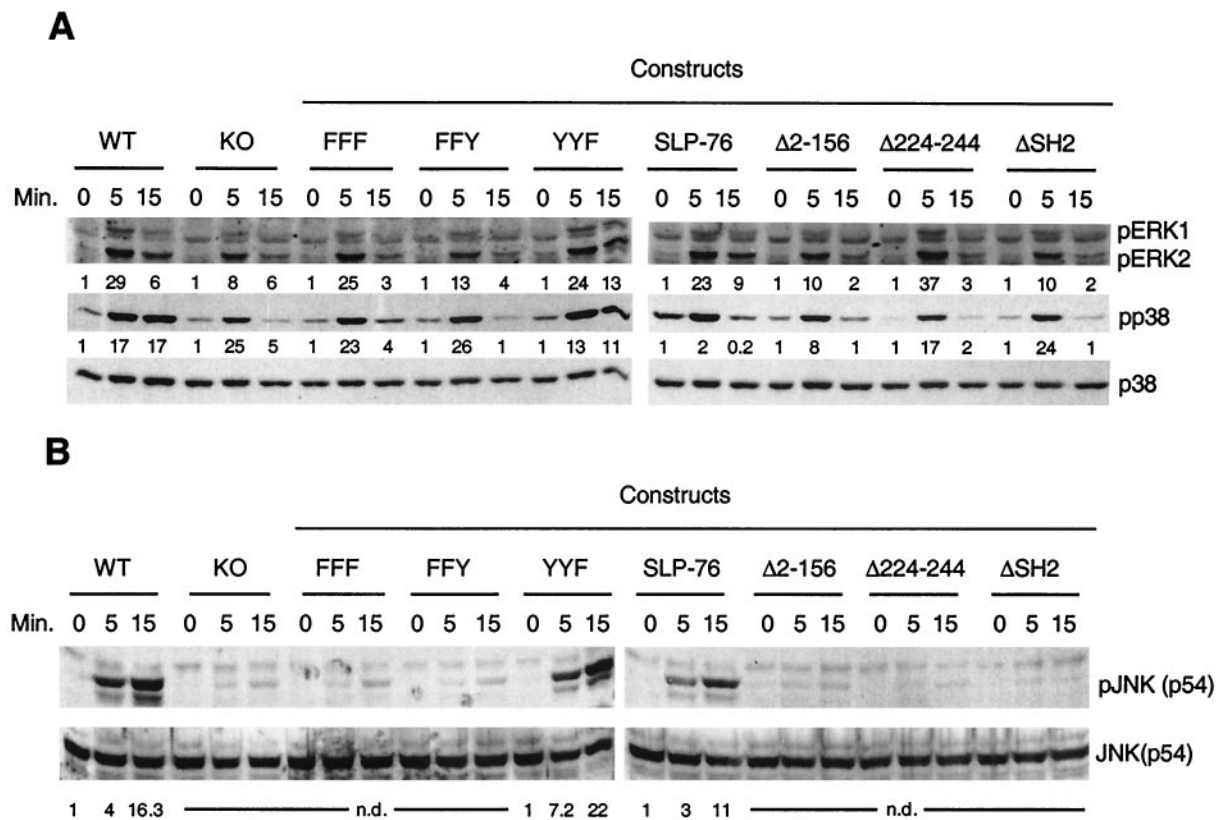 A
Constructs
WT KO FFF FFY YYF SLP-76 Δ2-156 Δ224-244 ΔSH2
Min. 0 5 15 0 5 15 0 5 15 0 5 15 0 5 15 0 5 15 0 5 15 0 5 15 0 5 15
pERK1
pERK2
1 29 6 1 8 6 1 25 3 1 13 4 1 24 13 1 23 9 1 10 2 1 37 3 1 10 2
pp38
1 17 17 1 25 5 1 23 4 1 26 1 1 13 11 1 2 0.2 1 8 1 1 17 2 1 24 1
p38
B
Constructs
WT KO FFF FFY YYF SLP-76 Δ2-156 Δ224-244 ΔSH2
Min. 0 5 15 0 5 15 0 5 15 0 5 15 0 5 15 0 5 15 0 5 15 0 5 15 0 5 15
pJNK (p54)
JNK(p54)
1 4 16.3 n.d. 1 7.2 22 1 3 11 n.d.